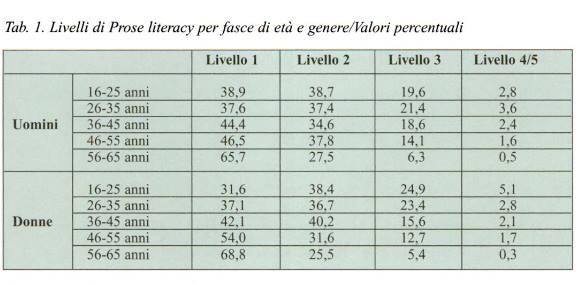 Tab. 1. Livelli di Prose literacy per fasce di età e genere/Valori percentuali
Livello 1 Livello 2 Livello 3 Livello 4/5
16-25 anni 38,9 38,7 19,6 2,8
26-35 anni 37,6 37,4 21,4 3,6
Uomini 36-45 anni 44,4 34,6 18,6 2,4
46-55 anni 46,5 37,8 14,1 1,6
56-65 anni 65,7 27,5 6,3 0,5
16-25 anni 31,6 38,4 24,9 5,1
26-35 anni 37,1 36,7 23,4 2,8
Donne 36-45 anni 42,1 40,2 15,6 2,1
46-55 anni 54,0 31,6 12,7 1,7
56-65 anni 68,8 25,5 5,4 0,3